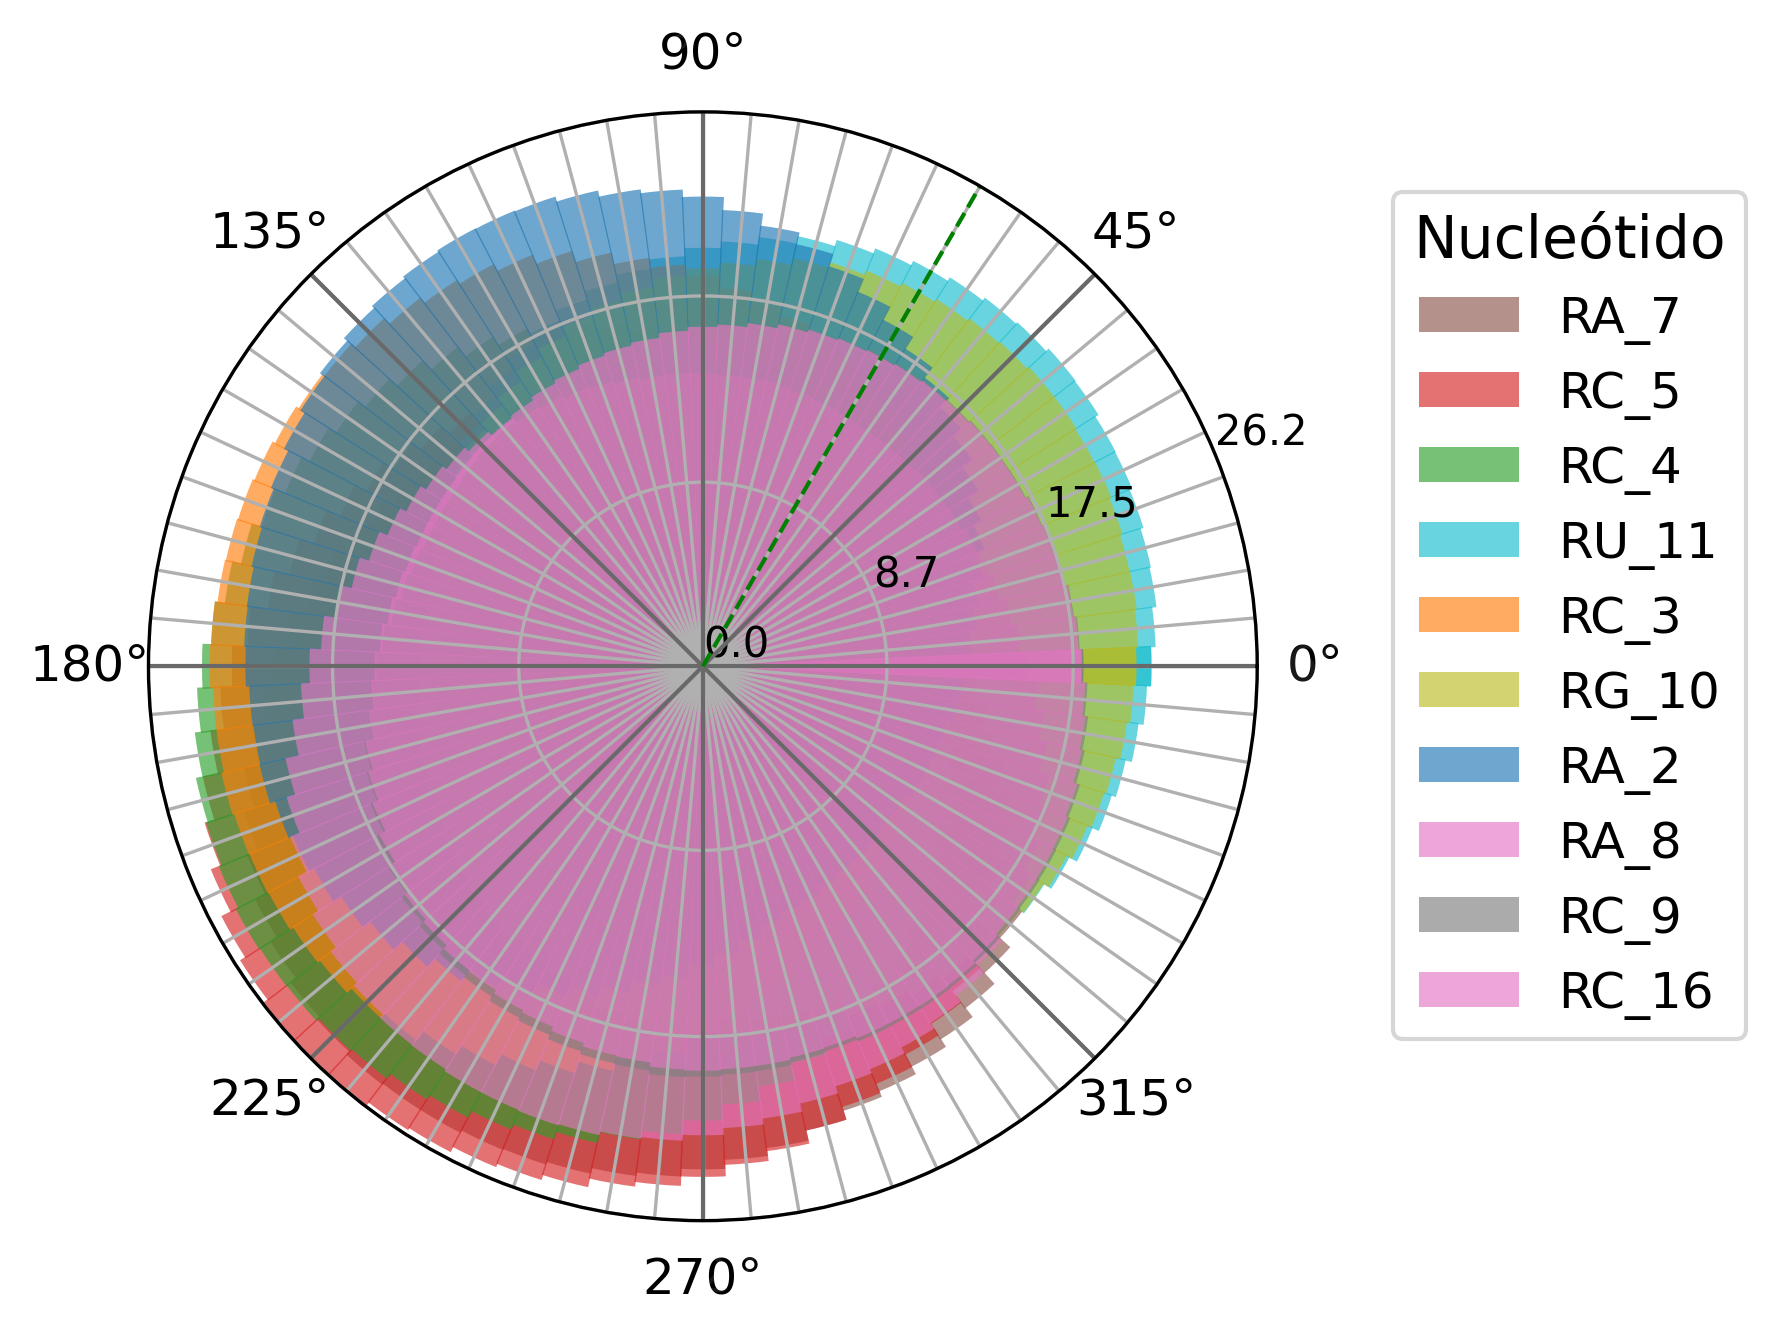 90°
135°
45°
26.2
17.5
8.7
0.0
180°
0°
225°
315°
270°
Nucleótido
RA_7
RC_5
RC_4
RU_11
RC_3
RG_10
RA_2
RA_8
RC_9
RC_16